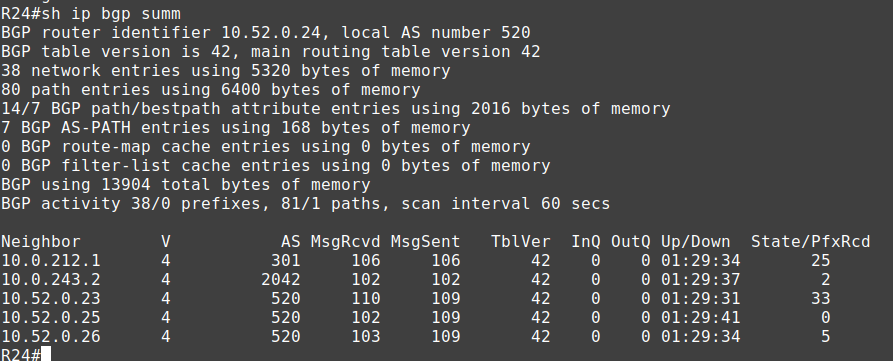 R24#sh ip bgp summ
BGP router identifier 10.52.0.24, local AS number 520
BGP table version is 42, main routing table version 42
38 network entries using 5320 bytes of memory
80 path entries using 6400 bytes of memory
14/7 BGP path/bestpath attribute entries using 2016 bytes of memory
7 BGP AS-PATH entries using 168 bytes of memory
0 BGP route-map cache entries using 0 bytes of memory
0 BGP filter-list cache entries using 0 bytes of memory
BGP using 13904 total bytes of memory
BGP activity 38/0 prefixes, 81/1 paths, scan interval 60 secs

Neighbor        V           AS MsgRcvd MsgSent   TblVer  InQ OutQ Up/Down  State/PfxRcd
10.0.212.1      4          301     106     106       42    0    0 01:29:34       25
10.0.243.2      4         2042     102     102       42    0    0 01:29:37        2
10.52.0.23      4          520     110     109       42    0    0 01:29:31       33
10.52.0.25      4          520     102     109       42    0    0 01:29:41        0
10.52.0.26      4          520     103     109       42    0    0 01:29:34        5
R24#